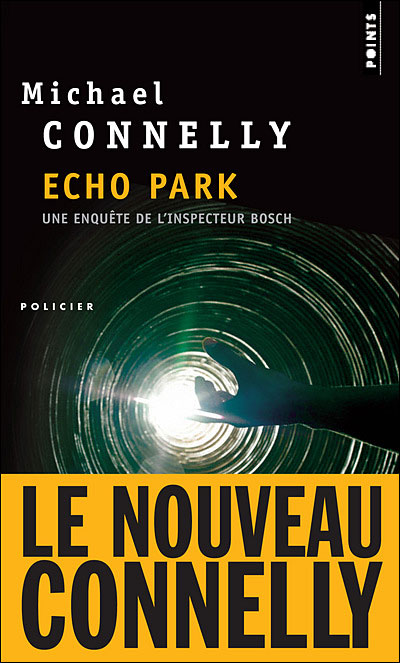 POINTS
Michael
CONNELLY
ECHO PARK
UNE ENQUÊTE DE L'INSPECTEUR BOSCH
POLICIER
LE NOUVEAU
CONNELLY